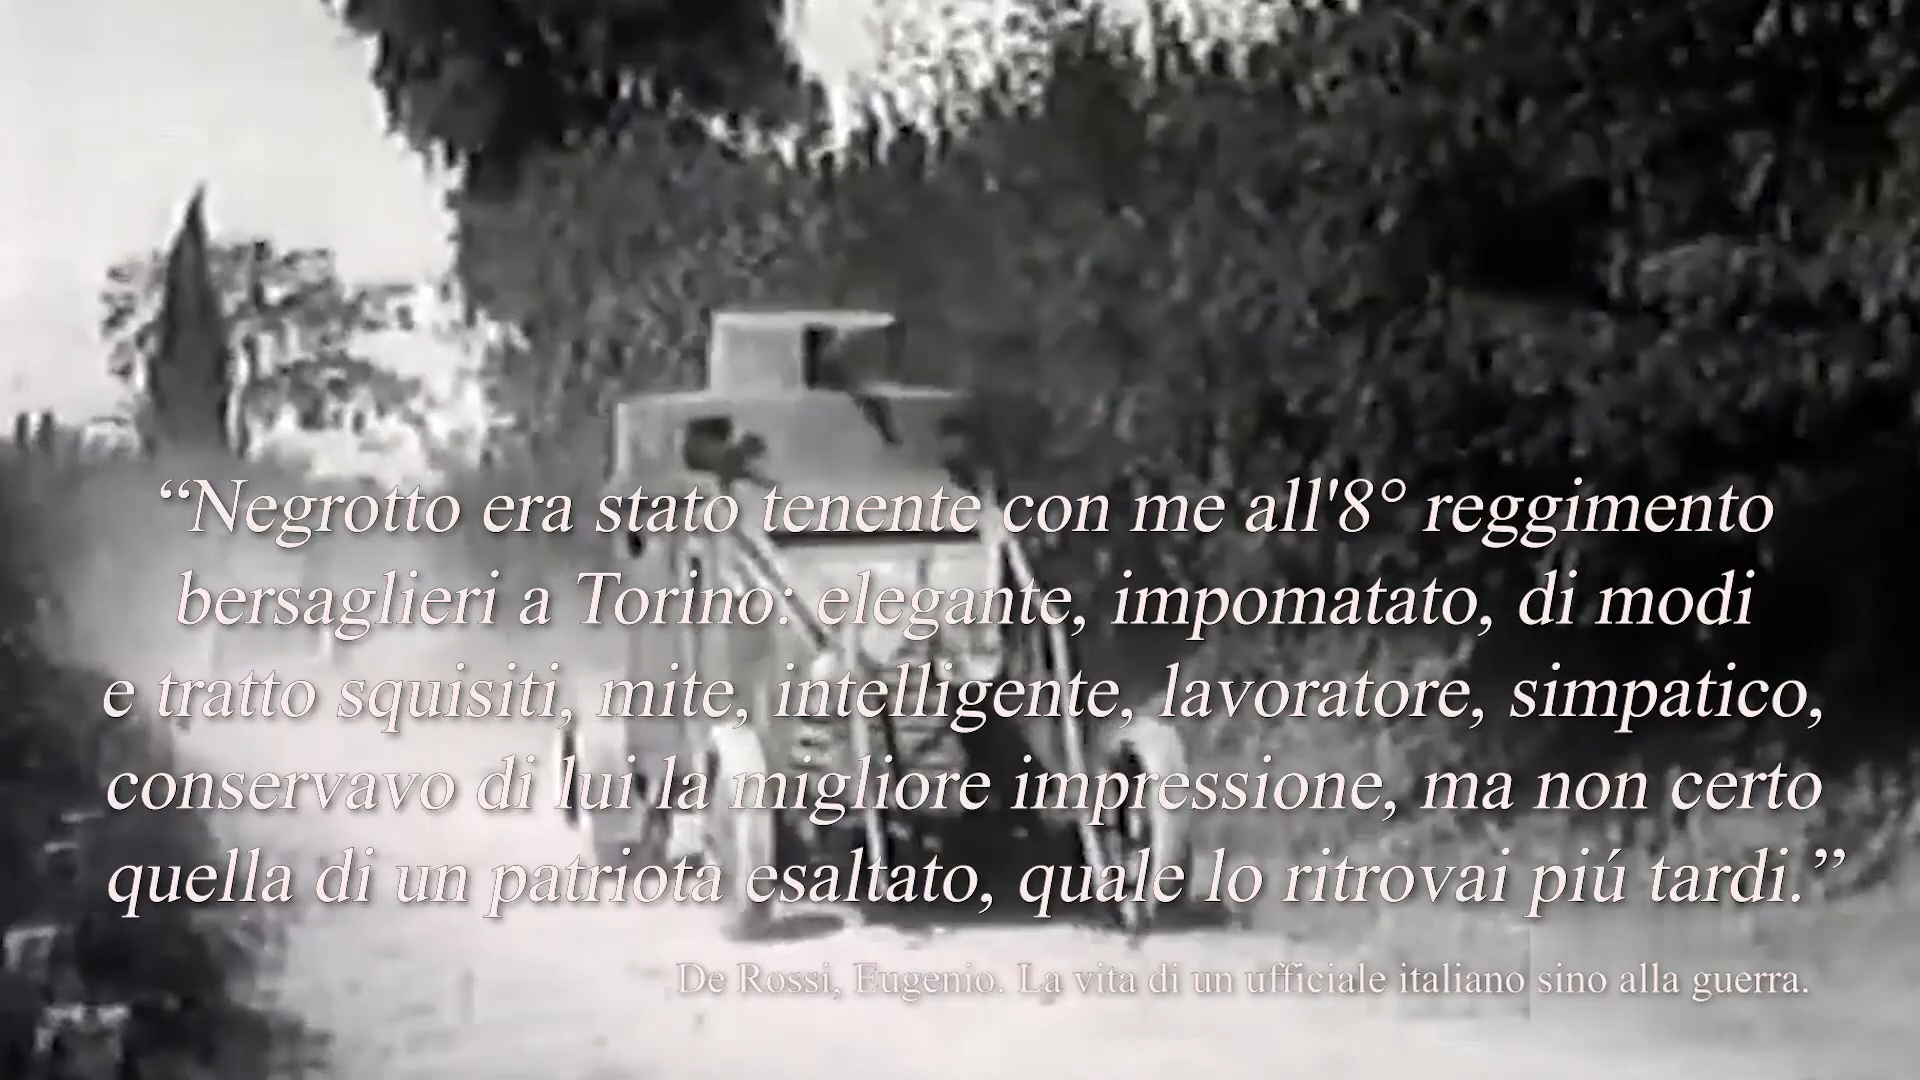 “Negrotto era stato tenente con me all'8° reggimento
bersaglieri a Torino: elegante, impomatato, di modi
e tratto squisiti, mite, intelligente, lavoratore, simpatico,
conservavo di lui la migliore impressione, ma non certo
quella di un patriota esaltato, quale lo ritrovai piú tardi.”
De Rossi, Eugenio. La vita di un ufficiale italiano sino alla guerra.